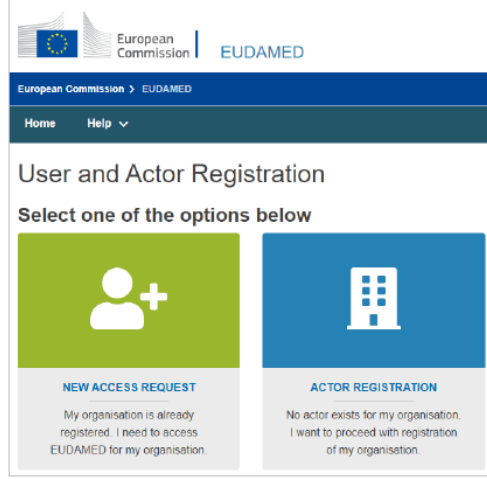 European
Commission
EUDAMED
European Commission > EUDAMED
Home Help
User and Actor Registration
Select one of the options below
NEW ACCESS REQUEST
My organisation is already
registered. I need to access
EUDAMED for my organisation.
ACTOR REGISTRATION
No actor exists for my organisation.
I want to proceed with registration
of my organisation.